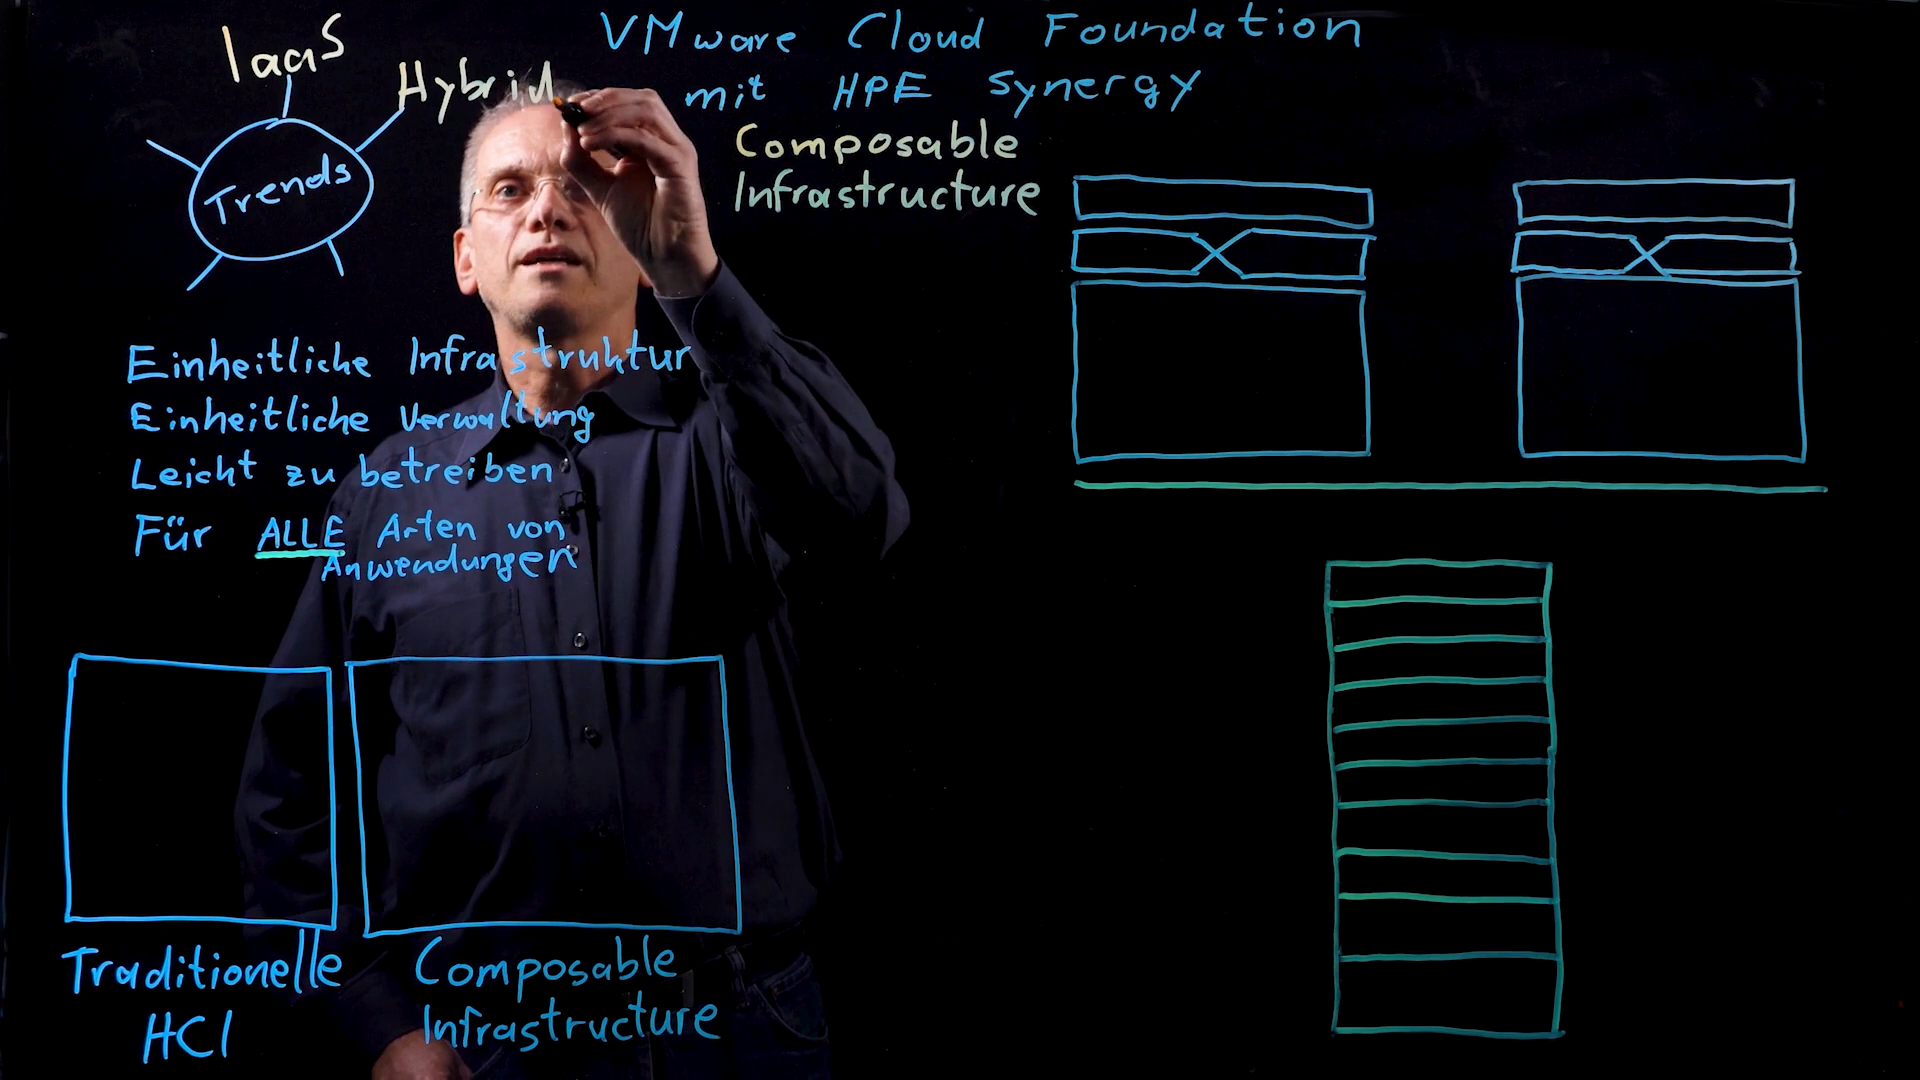 VMware Cloud Foundation
mit HPE Synergy
Composable
Infrastructure
IaaS
Hybrid
Trends
Einheitliche Infrastruktur
Einheitliche Verwaltung
Leicht zu betreiben
Für ALLE Arten von
Anwendungen
Traditionelle
HCI
Composable
Infrastructure